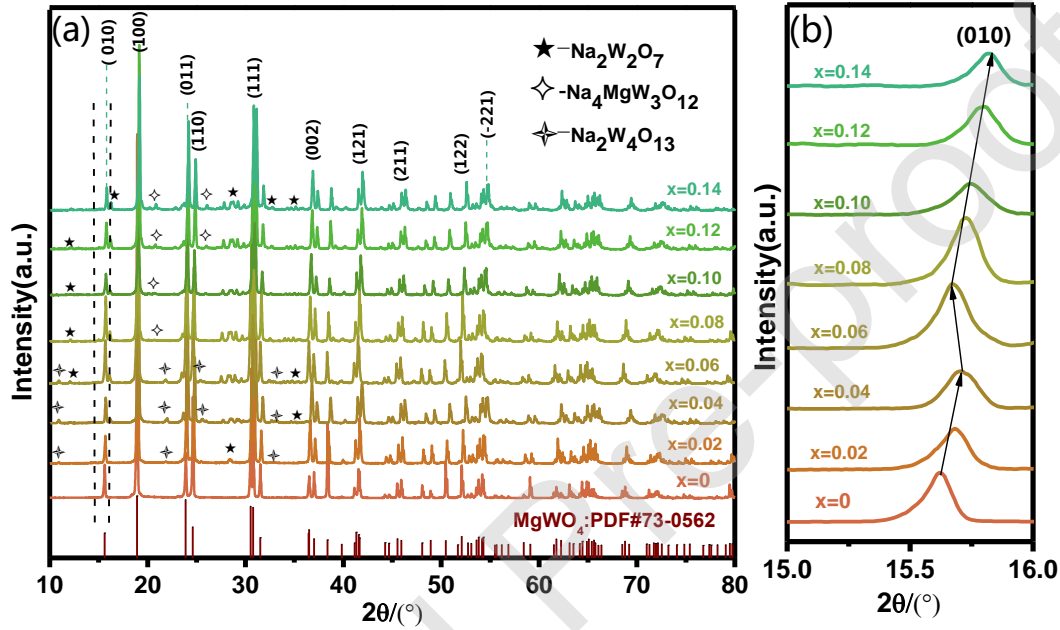 (a)
(010)
(100)
(011)
(110)
(111)
(002)
(121)
(211)
(122)
(-221)
★-Na2W2O7
✧-Na4MgW3O12
-Na2W4O13
x=0.14
x=0.12
x=0.10
x=0.08
x=0.06
x=0.04
x=0.02
x=0
MgWO4:PDF#73-0562
Intensity(a.u.)
10 20 30 40 50 60 70 80
2θ/(°)
(b)
(010)
x=0.14
x=0.12
x=0.10
x=0.08
x=0.06
x=0.04
x=0.02
x=0
Intensity(a.u.)
15.0 15.5 16.0
2θ/(°)
Pre-proof